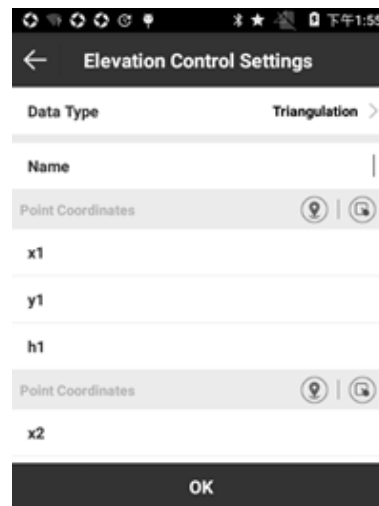 下午1:55
Elevation Control Settings
Data Type Triangulation
Name
Point Coordinates
x1
y1
h1
Point Coordinates
x2
OK